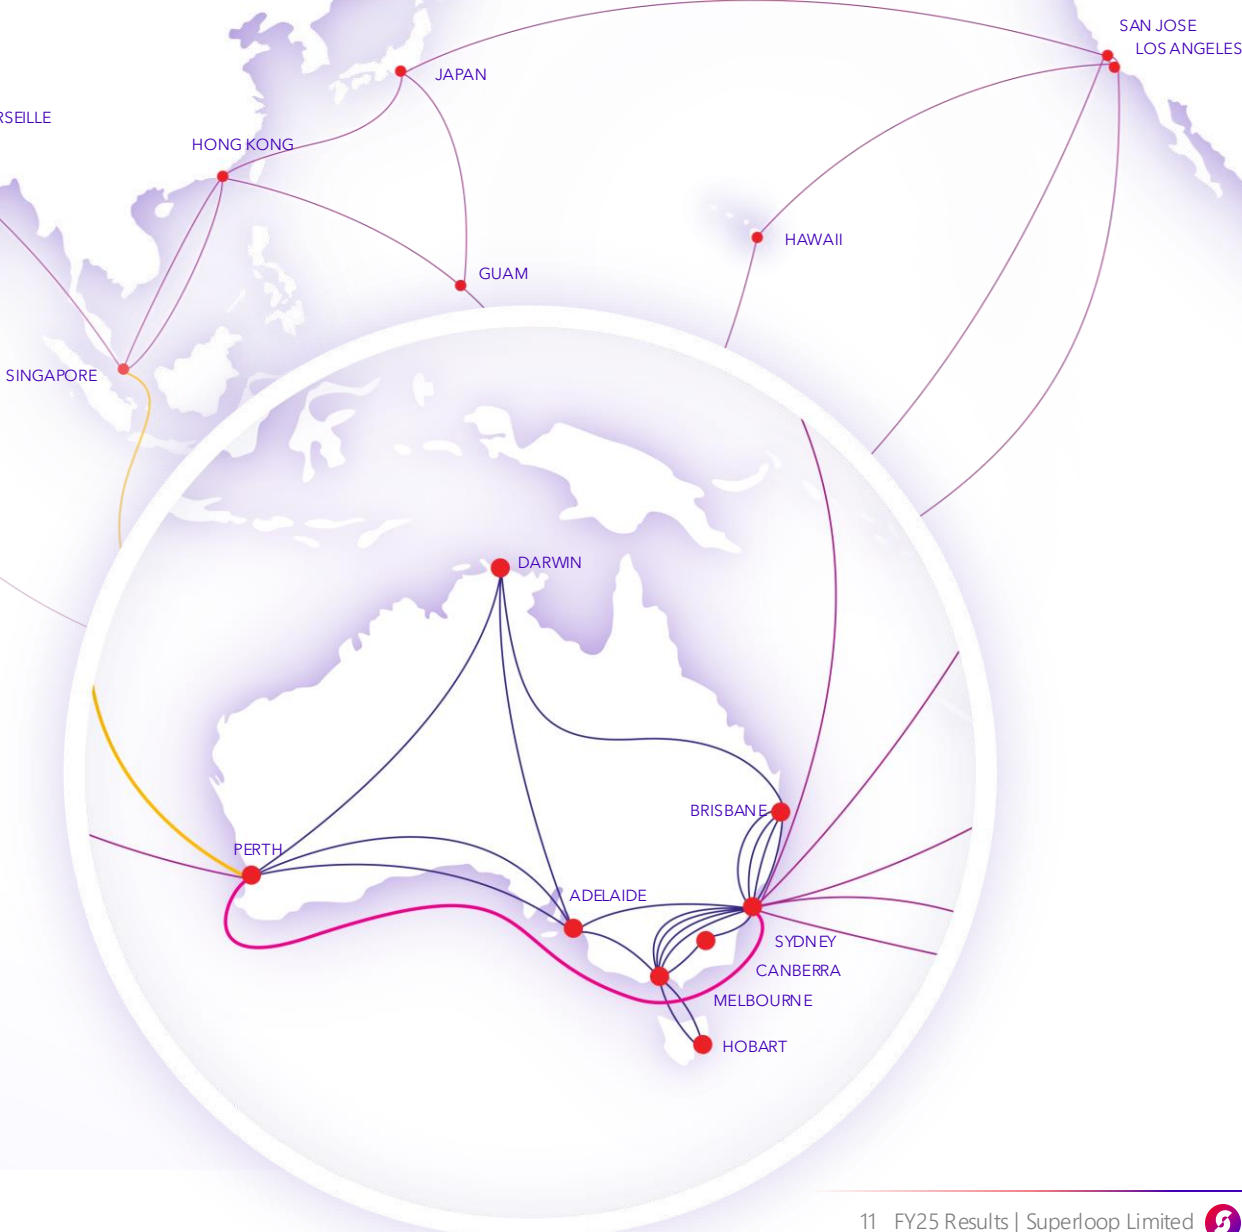 SAN JOSE
LOS ANGELES
JAPAN
RSEILLE
HONG KONG
HAWAII
GUAM
SINGAPORE
DARWIN
BRISBANE
PERTH
ADELAIDE
SYDNEY
CANBERRA
MELBOURNE
HOBART
11 FY25 Results | Superloop Limited